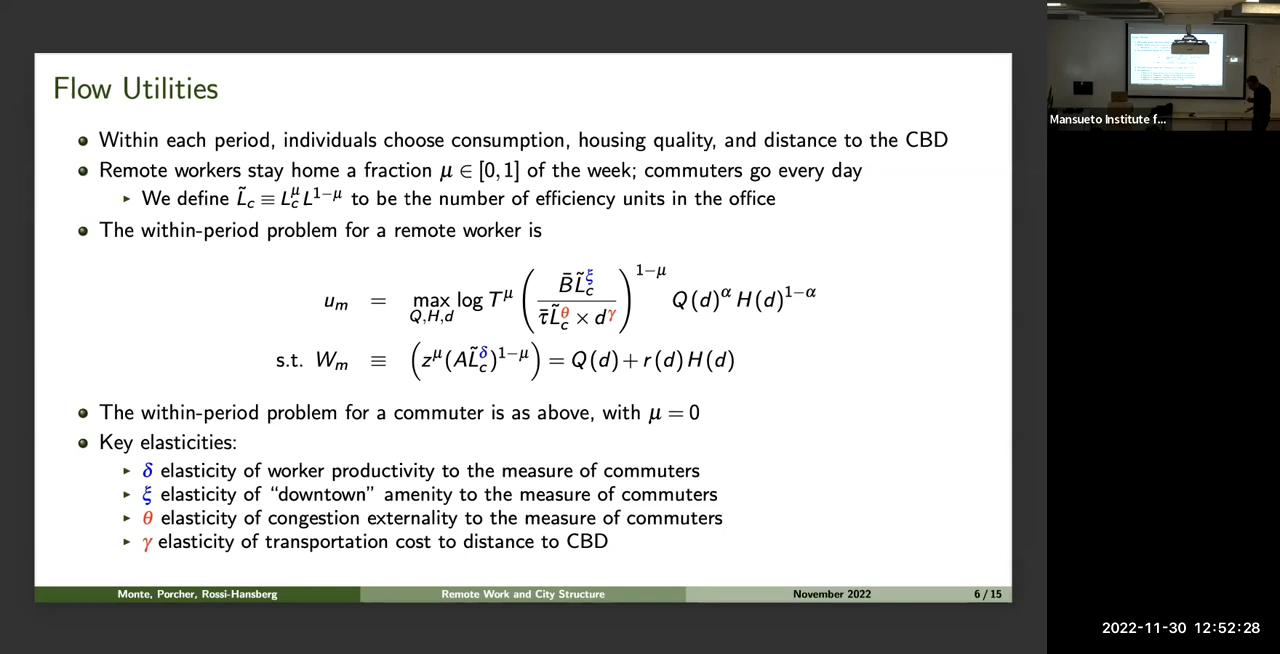 Flow Utilities
Within each period, individuals choose consumption, housing quality, and distance to the CBD
Remote workers stay home a fraction μ ∈ [0,1] of the week; commuters go every day
We define L̃_c ≡ L_c^μ L^{1−μ} to be the number of efficiency units in the office
The within-period problem for a remote worker is
u_m = max_{Q,H,d} log T^μ ( B̄L̃_c^ξ / τ̄L̃_c^θ × d^γ )^{1−μ} Q(d)^α H(d)^{1−α}
s.t. W_m ≡ ( z^μ (AL̃_c^δ)^{1−μ} ) = Q(d) + r(d) H(d)
The within-period problem for a commuter is as above, with μ = 0
Key elasticities:
δ elasticity of worker productivity to the measure of commuters
ξ elasticity of “downtown” amenity to the measure of commuters
θ elasticity of congestion externality to the measure of commuters
γ elasticity of transportation cost to distance to CBD
Monte, Porcher, Rossi-Hansberg
Remote Work and City Structure
November 2022
6 / 15
Mansueto Institute f...
2022-11-30 12:52:28